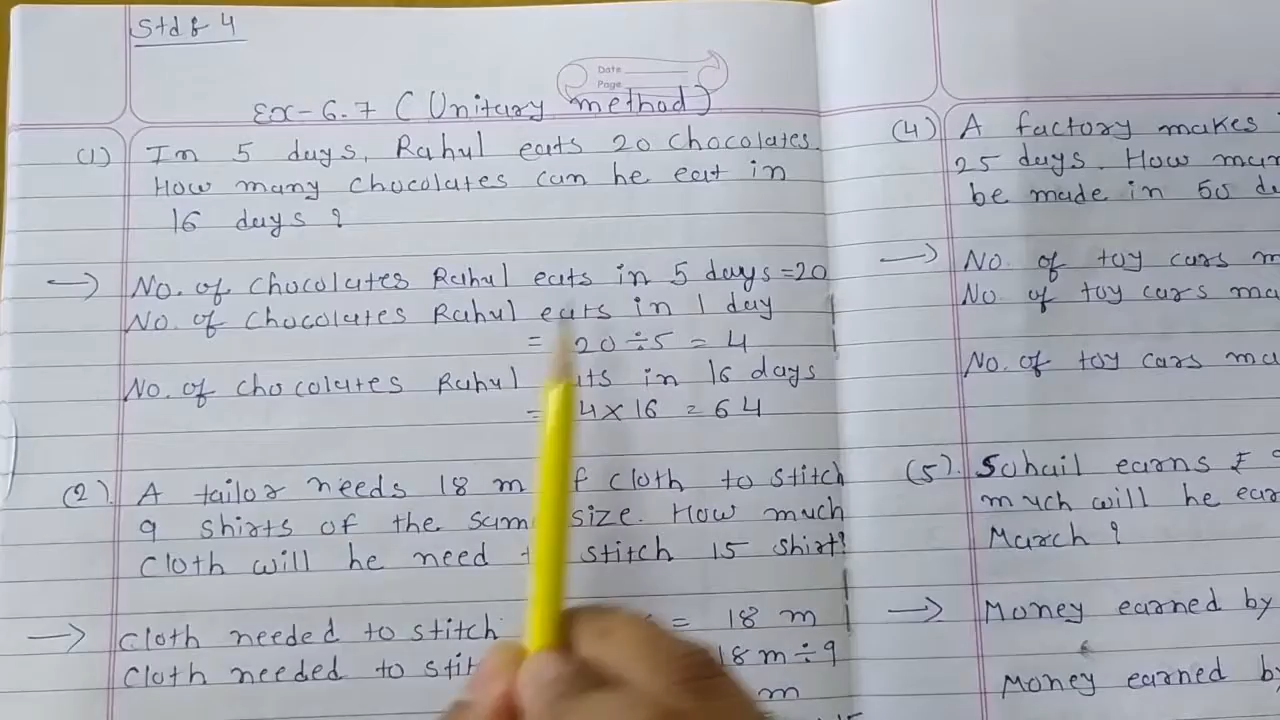 Std 4
Date
Page
Ex-6.7 (Unitary method)
(1) In 5 days, Rahul eats 20 chocolates.
How many chocolates can he eat in
16 days ?
→ No. of chocolates Rahul eats in 5 days = 20
No. of chocolates Rahul eats in 1 day
= 20 ÷ 5 = 4
No. of chocolates Rahul in 16 days
= 4 × 16 = 64
(2) A tailor needs 18 m cloth to stitch
9 shirts of the size. How much
cloth will he need stitch 15 shirt?
→ cloth needed to stitch = 18 m
cloth needed to 18 m ÷ 9
m
(4) A factory makes
25 days. How
be made in 50
→ No. of toy cars
No. of toy cars
No. of toy cars
(5). Sohail earns ₹
much will he
March ?
→ Money earned by
Money earned